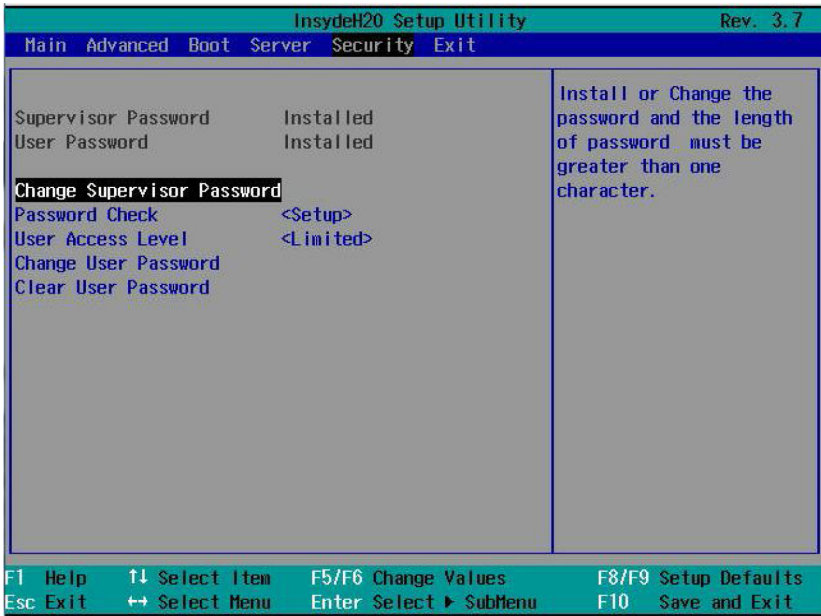 InsydeH20 Setup Utility Rev. 3.7
Main Advanced Boot Server Security Exit
Supervisor Password Installed
User Password Installed
Change Supervisor Password
Password Check <Setup>
User Access Level <Limited>
Change User Password
Clear User Password
Install or Change the
password and the length
of password must be
greater than one
character.
F1 Help ↑↓ Select Item F5/F6 Change Values F8/F9 Setup Defaults
Esc Exit ↔ Select Menu Enter Select ▶ SubMenu F10 Save and Exit